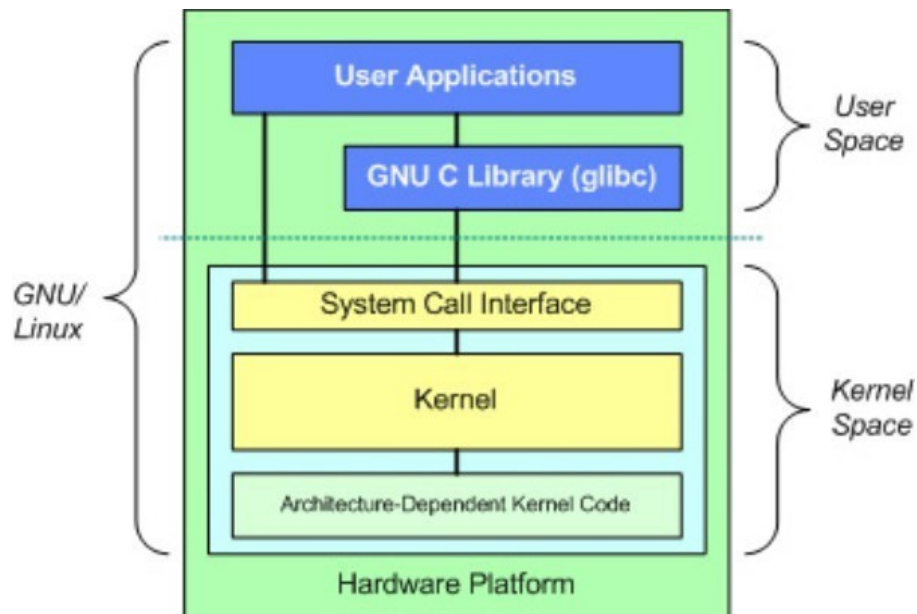 User Applications
GNU C Library (glibc)
User
Space
GNU/
Linux
System Call Interface
Kernel
Kernel
Space
Architecture-Dependent Kernel Code
Hardware Platform